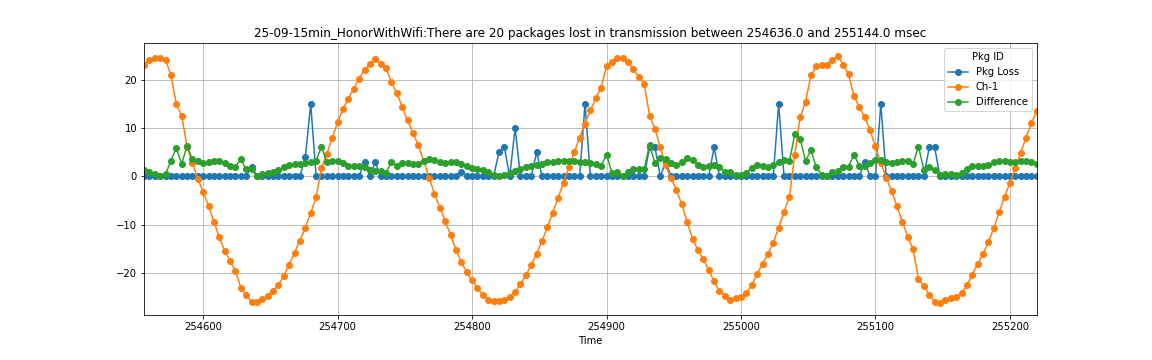 25-09-15min_HonorWithWifi:There are 20 packages lost in transmission between 254636.0 and 255144.0 msec
Pkg ID
Pkg Loss
Ch-1
Difference
20
10
0
−10
−20
254600 254700 254800 254900 255000 255100 255200
Time